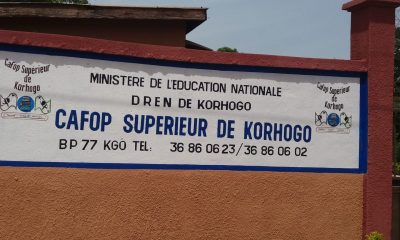 Cafop Superieur
de
Korhogo
MINISTERE DE L'EDUCATION NATIONALE
DREN DE KORHOGO
CAFOP SUPERIEUR DE KORHOGO
BP 77 KGO TEL: 36 86 06 23/36 86 06 02
Cafop Superieur
de
Korhogo